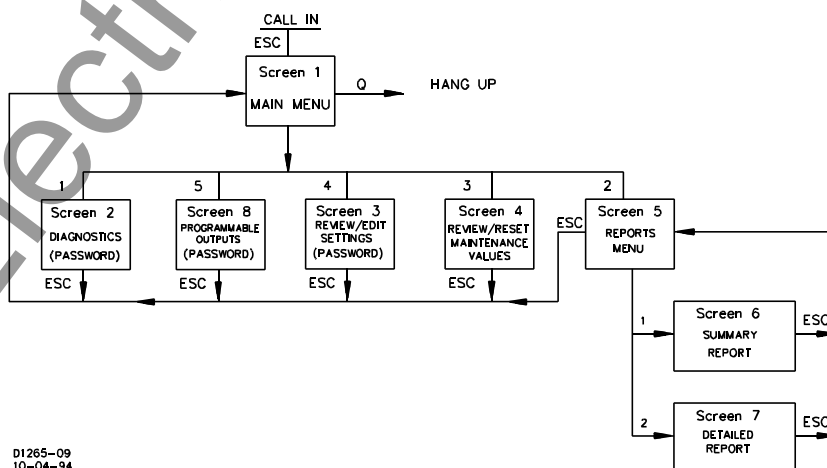 CALL IN
ESC
Screen 1
MAIN MENU
Q
HANG UP
1
5
4
3
2
Screen 2
DIAGNOSTICS
(PASSWORD)
Screen 8
PROGRAMMABLE
OUTPUTS
(PASSWORD)
Screen 3
REVIEW/EDIT
SETTINGS
(PASSWORD)
Screen 4
REVIEW/RESET
MAINTENANCE
VALUES
ESC
Screen 5
REPORTS
MENU
ESC
ESC
ESC
ESC
1
Screen 6
SUMMARY
REPORT
ESC
2
Screen 7
DETAILED
REPORT
ESC
D1265-09
10-04-94
Electr